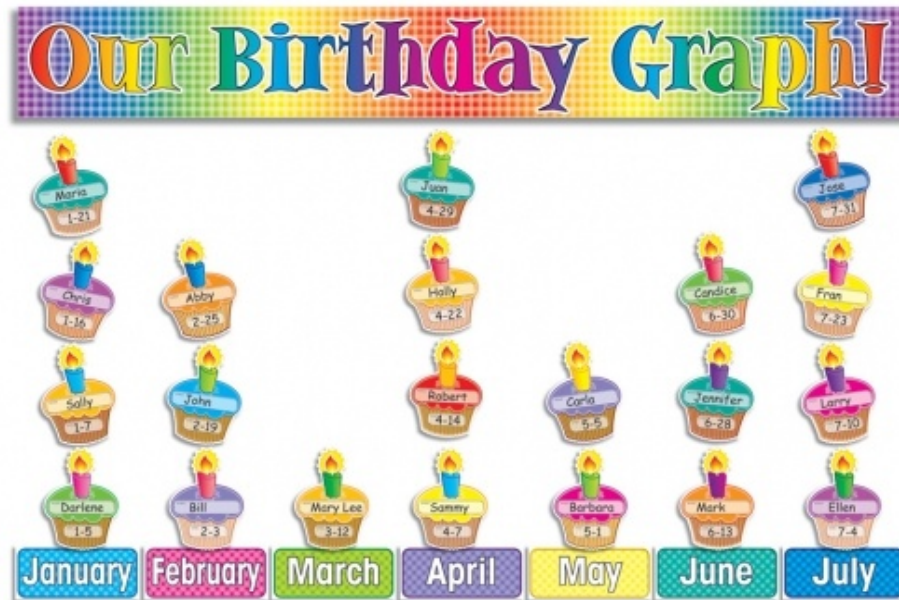 Our Birthday Graph!
Maria
1-21
Juan
4-29
Jose
7-31
Chris
1-16
Abby
2-25
Holly
4-22
Candice
6-30
Fran
7-23
Sally
1-7
John
2-19
Robert
4-14
Carla
5-5
Jennifer
6-28
Larry
7-10
Darlene
1-5
Bill
2-3
Mary Lee
3-12
Sammy
4-7
Barbara
5-1
Mark
6-13
Ellen
7-4
January February March April May June July